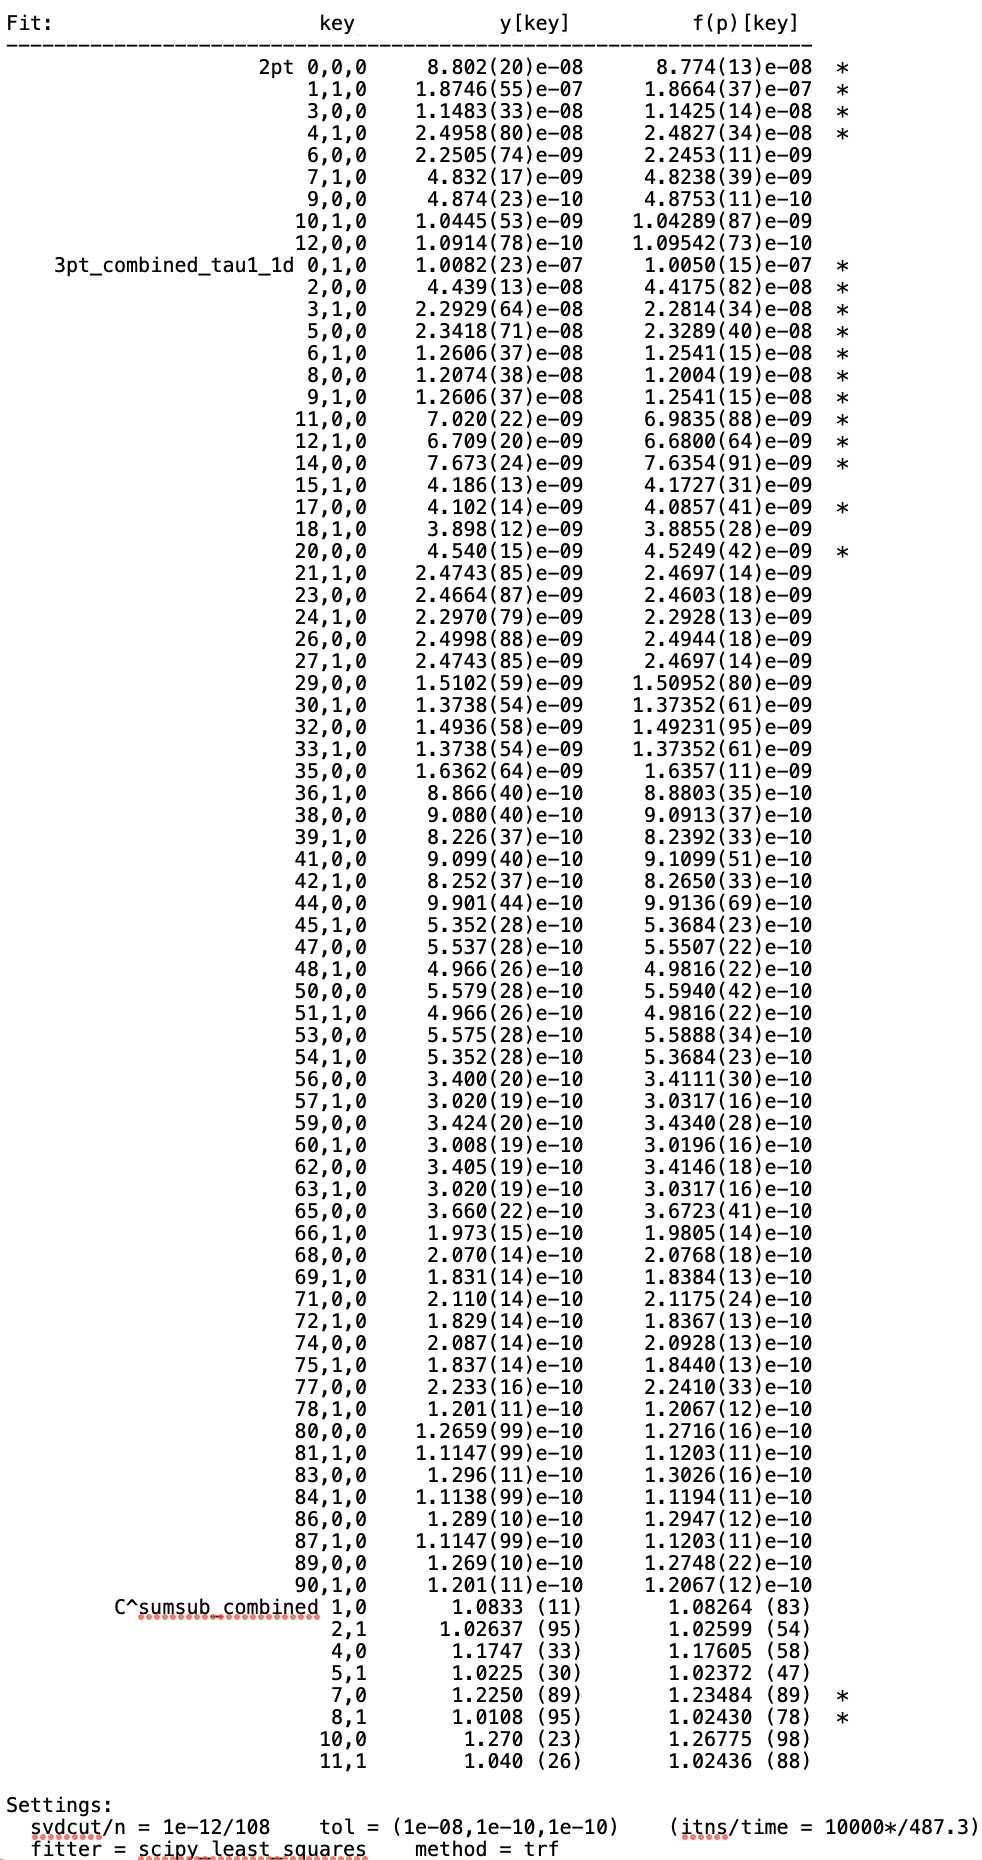 Fit: key y[key] f(p)[key]
-------------------------------------------------------------------
2pt 0,0,0 8.802(20)e-08 8.774(13)e-08 *
1,1,0 1.8746(55)e-07 1.8664(37)e-07 *
3,0,0 1.1483(33)e-08 1.1425(14)e-08 *
4,1,0 2.4958(80)e-08 2.4827(34)e-08 *
6,0,0 2.2505(74)e-09 2.2453(11)e-09
7,1,0 4.832(17)e-09 4.8238(39)e-09
9,0,0 4.874(23)e-10 4.8753(11)e-10
10,1,0 1.0445(53)e-09 1.04289(87)e-09
12,0,0 1.0914(78)e-10 1.09542(73)e-10
3pt_combined_tau1_1d 0,1,0 1.0082(23)e-07 1.0050(15)e-07 *
2,0,0 4.439(13)e-08 4.4175(82)e-08 *
3,1,0 2.2929(64)e-08 2.2814(34)e-08 *
5,0,0 2.3418(71)e-08 2.3289(40)e-08 *
6,1,0 1.2606(37)e-08 1.2541(15)e-08 *
8,0,0 1.2074(38)e-08 1.2004(19)e-08 *
9,1,0 1.2606(37)e-08 1.2541(15)e-08 *
11,0,0 7.020(22)e-09 6.9835(88)e-09 *
12,1,0 6.709(20)e-09 6.6800(64)e-09 *
14,0,0 7.673(24)e-09 7.6354(91)e-09 *
15,1,0 4.186(13)e-09 4.1727(31)e-09
17,0,0 4.102(14)e-09 4.0857(41)e-09 *
18,1,0 3.898(12)e-09 3.8855(28)e-09
20,0,0 4.540(15)e-09 4.5249(42)e-09 *
21,1,0 2.4743(85)e-09 2.4697(14)e-09
23,0,0 2.4664(87)e-09 2.4603(18)e-09
24,1,0 2.2970(79)e-09 2.2928(13)e-09
26,0,0 2.4998(88)e-09 2.4944(18)e-09
27,1,0 2.4743(85)e-09 2.4697(14)e-09
29,0,0 1.5102(59)e-09 1.50952(80)e-09
30,1,0 1.3738(54)e-09 1.37352(61)e-09
32,0,0 1.4936(58)e-09 1.49231(95)e-09
33,1,0 1.3738(54)e-09 1.37352(61)e-09
35,0,0 1.6362(64)e-09 1.6357(11)e-09
36,1,0 8.866(40)e-10 8.8803(35)e-10
38,0,0 9.080(40)e-10 9.0913(37)e-10
39,1,0 8.226(37)e-10 8.2392(33)e-10
41,0,0 9.099(40)e-10 9.1099(51)e-10
42,1,0 8.252(37)e-10 8.2650(33)e-10
44,0,0 9.901(44)e-10 9.9136(69)e-10
45,1,0 5.352(28)e-10 5.3684(23)e-10
47,0,0 5.537(28)e-10 5.5507(22)e-10
48,1,0 4.966(26)e-10 4.9816(22)e-10
50,0,0 5.579(28)e-10 5.5940(42)e-10
51,1,0 4.966(26)e-10 4.9816(22)e-10
53,0,0 5.575(28)e-10 5.5888(34)e-10
54,1,0 5.352(28)e-10 5.3684(23)e-10
56,0,0 3.400(20)e-10 3.4111(30)e-10
57,1,0 3.020(19)e-10 3.0317(16)e-10
59,0,0 3.424(20)e-10 3.4340(28)e-10
60,1,0 3.008(19)e-10 3.0196(16)e-10
62,0,0 3.405(19)e-10 3.4146(18)e-10
63,1,0 3.020(19)e-10 3.0317(16)e-10
65,0,0 3.660(22)e-10 3.6723(41)e-10
66,1,0 1.973(15)e-10 1.9805(14)e-10
68,0,0 2.070(14)e-10 2.0768(18)e-10
69,1,0 1.831(14)e-10 1.8384(13)e-10
71,0,0 2.110(14)e-10 2.1175(24)e-10
72,1,0 1.829(14)e-10 1.8367(13)e-10
74,0,0 2.087(14)e-10 2.0928(13)e-10
75,1,0 1.837(14)e-10 1.8440(13)e-10
77,0,0 2.233(16)e-10 2.2410(33)e-10
78,1,0 1.201(11)e-10 1.2067(12)e-10
80,0,0 1.2659(99)e-10 1.2716(16)e-10
81,1,0 1.1147(99)e-10 1.1203(11)e-10
83,0,0 1.296(11)e-10 1.3026(16)e-10
84,1,0 1.1138(99)e-10 1.1194(11)e-10
86,0,0 1.289(10)e-10 1.2947(12)e-10
87,1,0 1.1147(99)e-10 1.1203(11)e-10
89,0,0 1.269(10)e-10 1.2748(22)e-10
90,1,0 1.201(11)e-10 1.2067(12)e-10
C^sumsub_combined 1,0 1.0833 (11) 1.08264 (83)
2,1 1.02637 (95) 1.02599 (54)
4,0 1.1747 (33) 1.17605 (58)
5,1 1.0225 (30) 1.02372 (47)
7,0 1.2250 (89) 1.23484 (89) *
8,1 1.0108 (95) 1.02430 (78) *
10,0 1.270 (23) 1.26775 (98)
11,1 1.040 (26) 1.02436 (88)
Settings:
svdcut/n = 1e-12/108 tol = (1e-08,1e-10,1e-10) (itns/time = 10000*/487.3)
fitter = scipy_least_squares method = trf